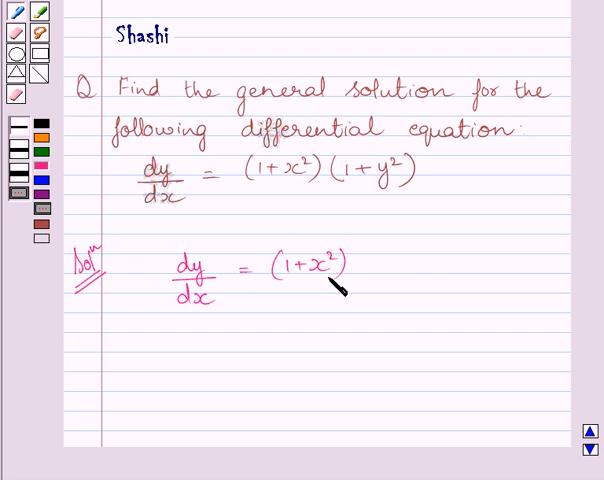 Shashi
Q Find the general solution for the
following differential equation:
dy/dx = (1+x²)(1+y²)
Solⁿ dy/dx = (1+x²)